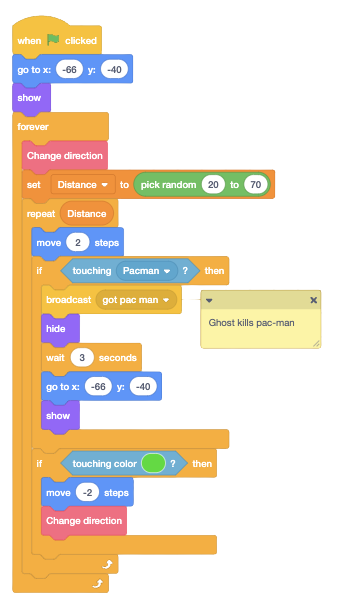 when clicked
go to x: -66 y: -40
show
forever
Change direction
set Distance to pick random 20 to 70
repeat Distance
move 2 steps
if touching Pacman ? then
broadcast got pac man
Ghost kills pac-man
hide
wait 3 seconds
go to x: -66 y: -40
show
if touching color ? then
move -2 steps
Change direction